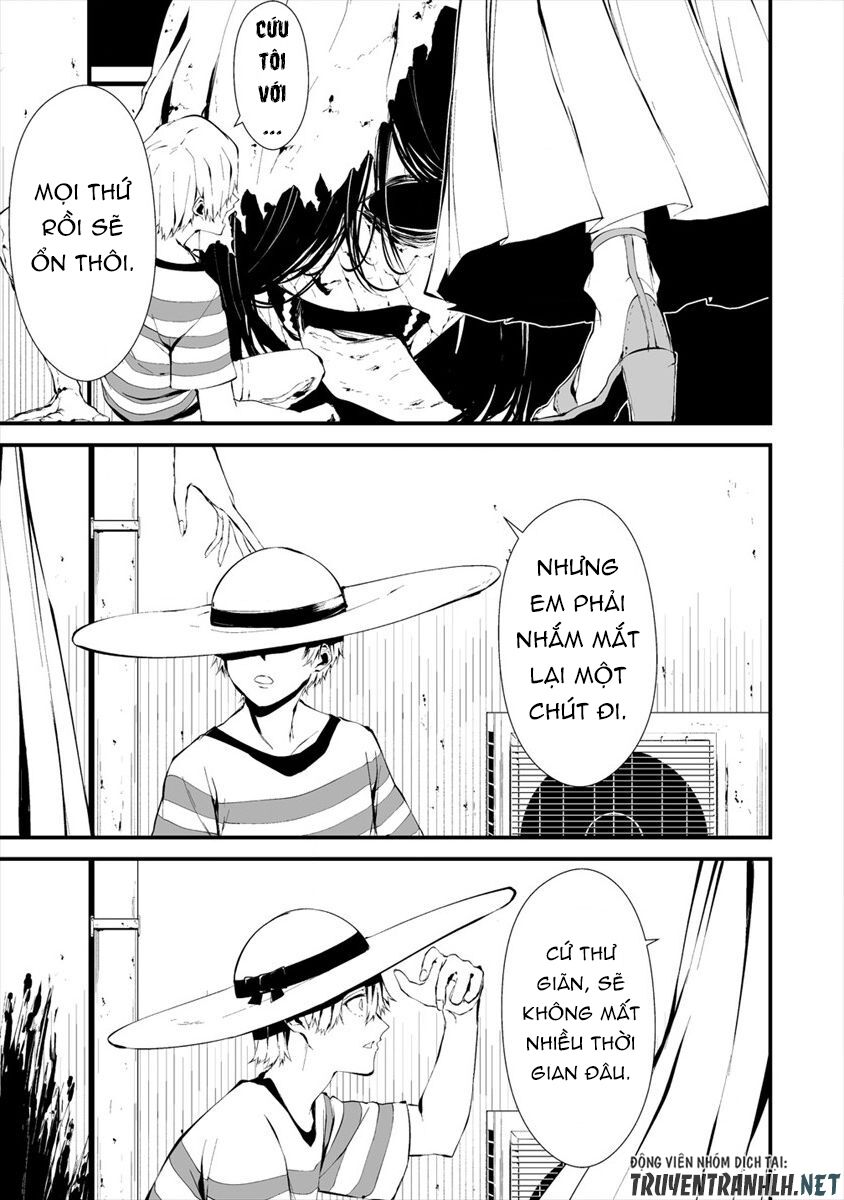 CỨU
TÔI
VỚI
...
MỌI THỨ
RỒI SẼ
ỔN THÔI.
NHƯNG
EM PHẢI
NHẮM MẮT
LẠI MỘT
CHÚT ĐI.
CỨ THƯ
GIÃN, SẼ
KHÔNG MẤT
NHIỀU THỜI
GIAN ĐÂU.
ĐỘNG VIÊN NHÓM DỊCH TẠI:
TRUYENTRANHLH.NET